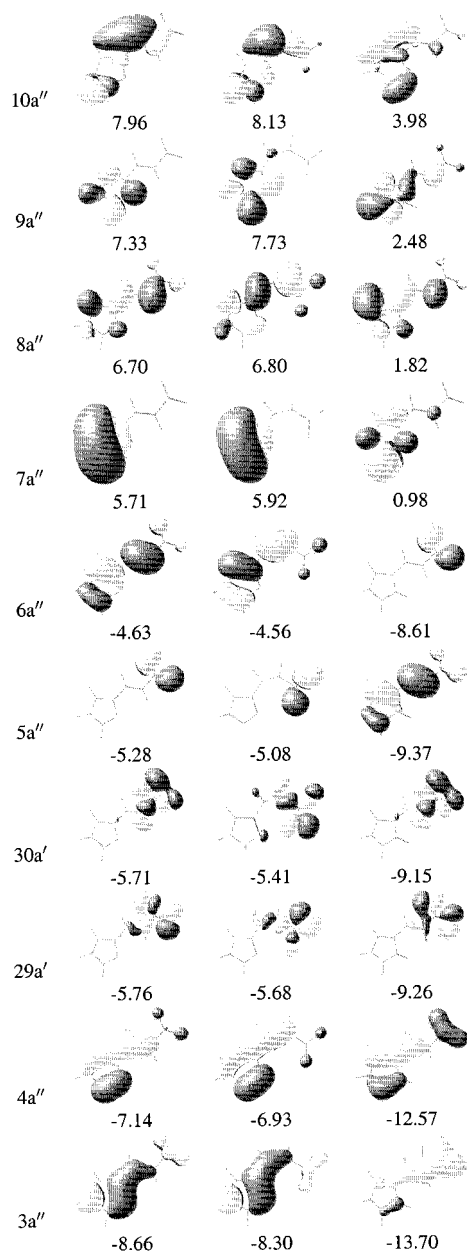 10a″
7.96 8.13 3.98
9a″
7.33 7.73 2.48
8a″
6.70 6.80 1.82
7a″
5.71 5.92 0.98
6a″
-4.63 -4.56 -8.61
5a″
-5.28 -5.08 -9.37
30a′
-5.71 -5.41 -9.15
29a′
-5.76 -5.68 -9.26
4a″
-7.14 -6.93 -12.57
3a″
-8.66 -8.30 -13.70